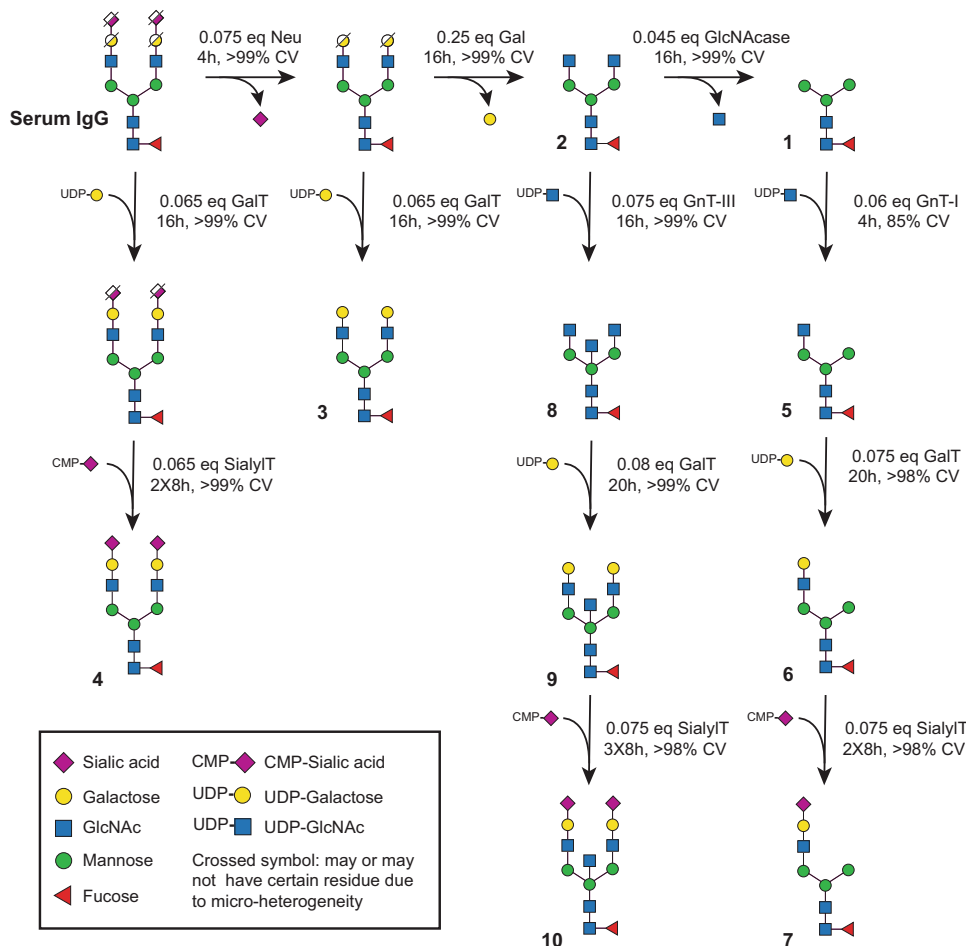 0.075 eq Neu
4h, >99% CV
0.25 eq Gal
16h, >99% CV
0.045 eq GlcNAcase
16h, >99% CV
Serum IgG
2
1
UDP
0.065 eq GalT
16h, >99% CV
UDP
0.065 eq GalT
16h, >99% CV
UDP
0.075 eq GnT-III
16h, >99% CV
UDP
0.06 eq GnT-I
4h, 85% CV
3
8
5
CMP
0.065 eq SialylT
2X8h, >99% CV
UDP
0.08 eq GalT
20h, >99% CV
UDP
0.075 eq GalT
20h, >98% CV
4
9
6
CMP
0.075 eq SialylT
3X8h, >98% CV
CMP
0.075 eq SialylT
2X8h, >98% CV
10
7
Sialic acid
Galactose
GlcNAc
Mannose
Fucose
CMP CMP-Sialic acid
UDP UDP-Galactose
UDP UDP-GlcNAc
Crossed symbol: may or may
not have certain residue due
to micro-heterogeneity